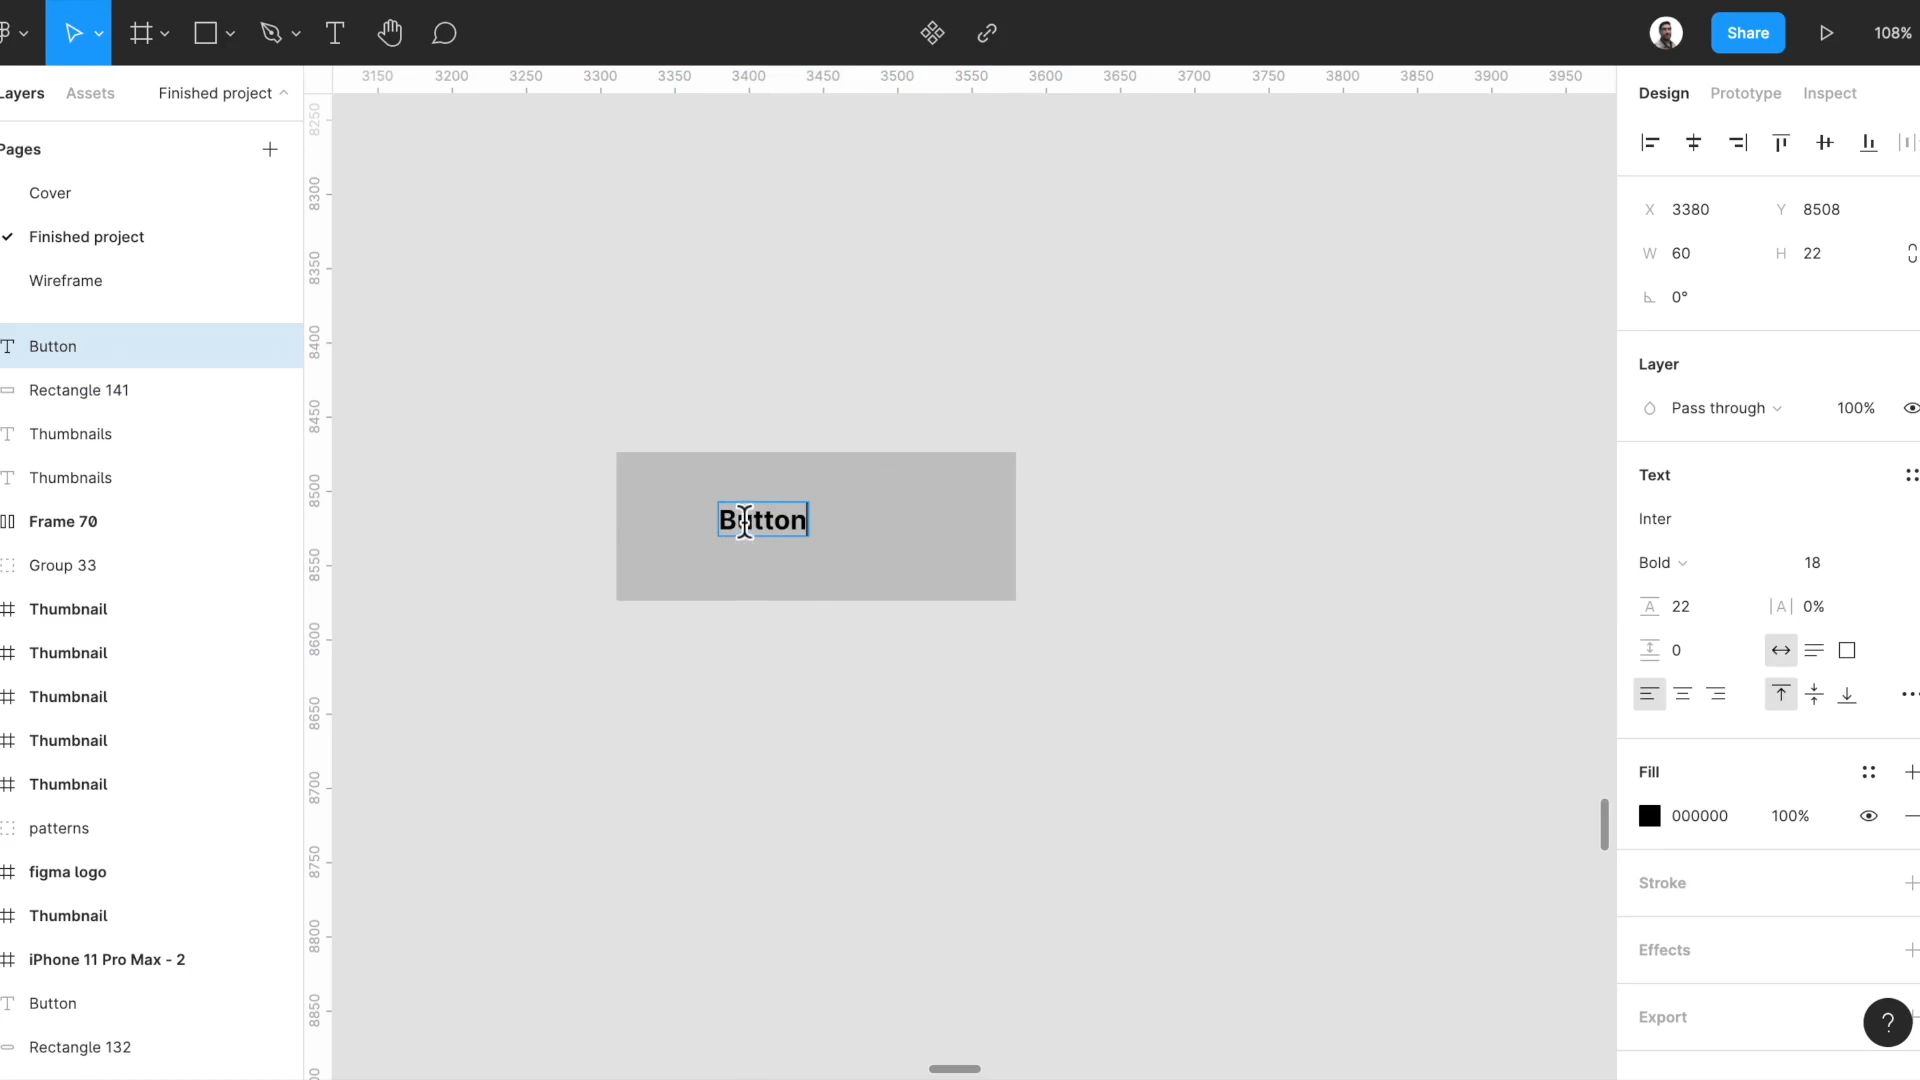 Share
108%
3150 3200 3250 3300 3350 3400 3450 3500 3550 3600 3650 3700 3750 3800 3850 3900 3950
Layers Assets Finished project
Pages
Cover
Finished project
Wireframe
Button
Rectangle 141
Thumbnails
Thumbnails
Frame 70
Group 33
Thumbnail
Thumbnail
Thumbnail
Thumbnail
Thumbnail
patterns
figma logo
Thumbnail
iPhone 11 Pro Max - 2
Button
Rectangle 132
8250
8300
8350
8400
8450
8500
8550
8600
8650
8700
8750
8800
8850
Button
Design Prototype Inspect
X 3380 Y 8508
W 60 H 22
0°
Layer
Pass through 100%
Text
Inter
Bold 18
A 22 |A| 0%
0
Fill
000000 100%
Stroke
Effects
Export
?